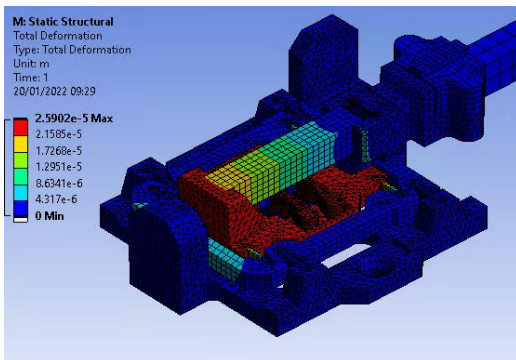 M: Static Structural
Total Deformation
Type: Total Deformation
Unit: m
Time: 1
20/01/2022 09:29
2.5902e-5 Max
2.1585e-5
1.7268e-5
1.2951e-5
8.6341e-6
4.317e-6
0 Min